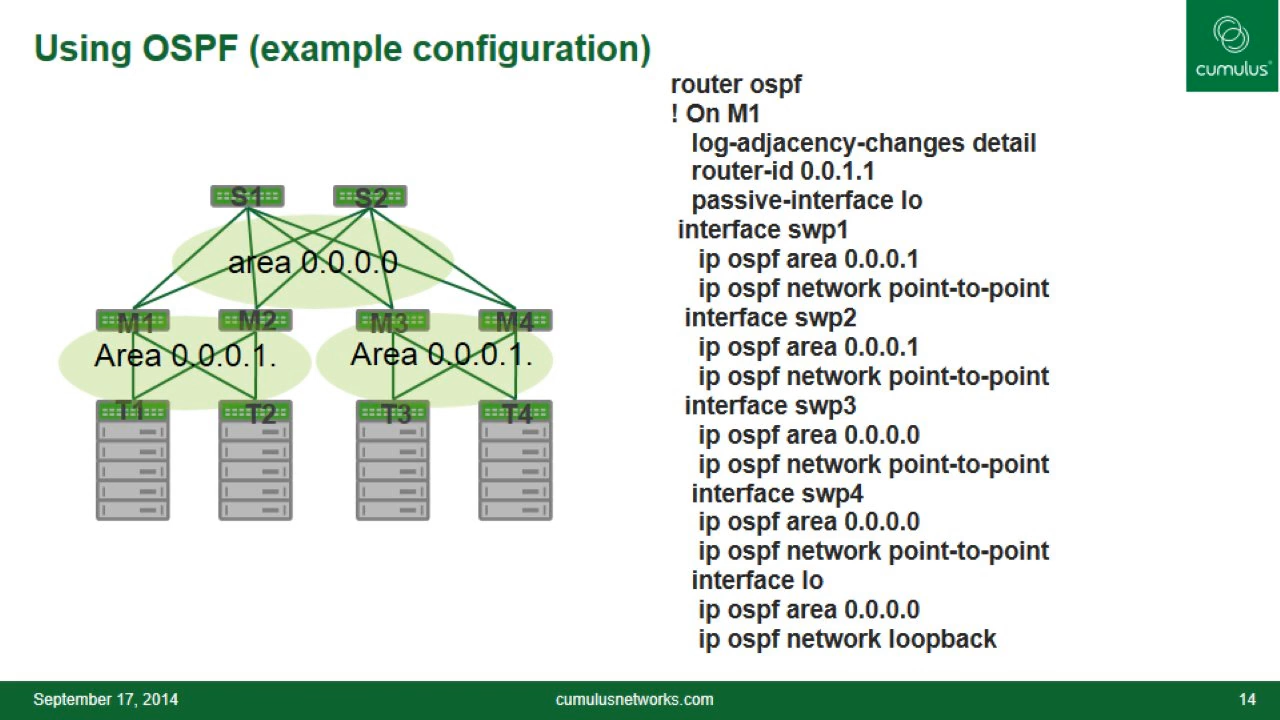 Using OSPF (example configuration)
cumulus
router ospf
! On M1
log-adjacency-changes detail
router-id 0.0.1.1
passive-interface lo
interface swp1
ip ospf area 0.0.0.1
ip ospf network point-to-point
interface swp2
ip ospf area 0.0.0.1
ip ospf network point-to-point
interface swp3
ip ospf area 0.0.0.0
ip ospf network point-to-point
interface swp4
ip ospf area 0.0.0.0
ip ospf network point-to-point
interface lo
ip ospf area 0.0.0.0
ip ospf network loopback
S1 S2
area 0.0.0.0
M1 M2 M3 M4
Area 0.0.0.1. Area 0.0.0.1.
T1 T2 T3 T4
September 17, 2014 cumulusnetworks.com 14